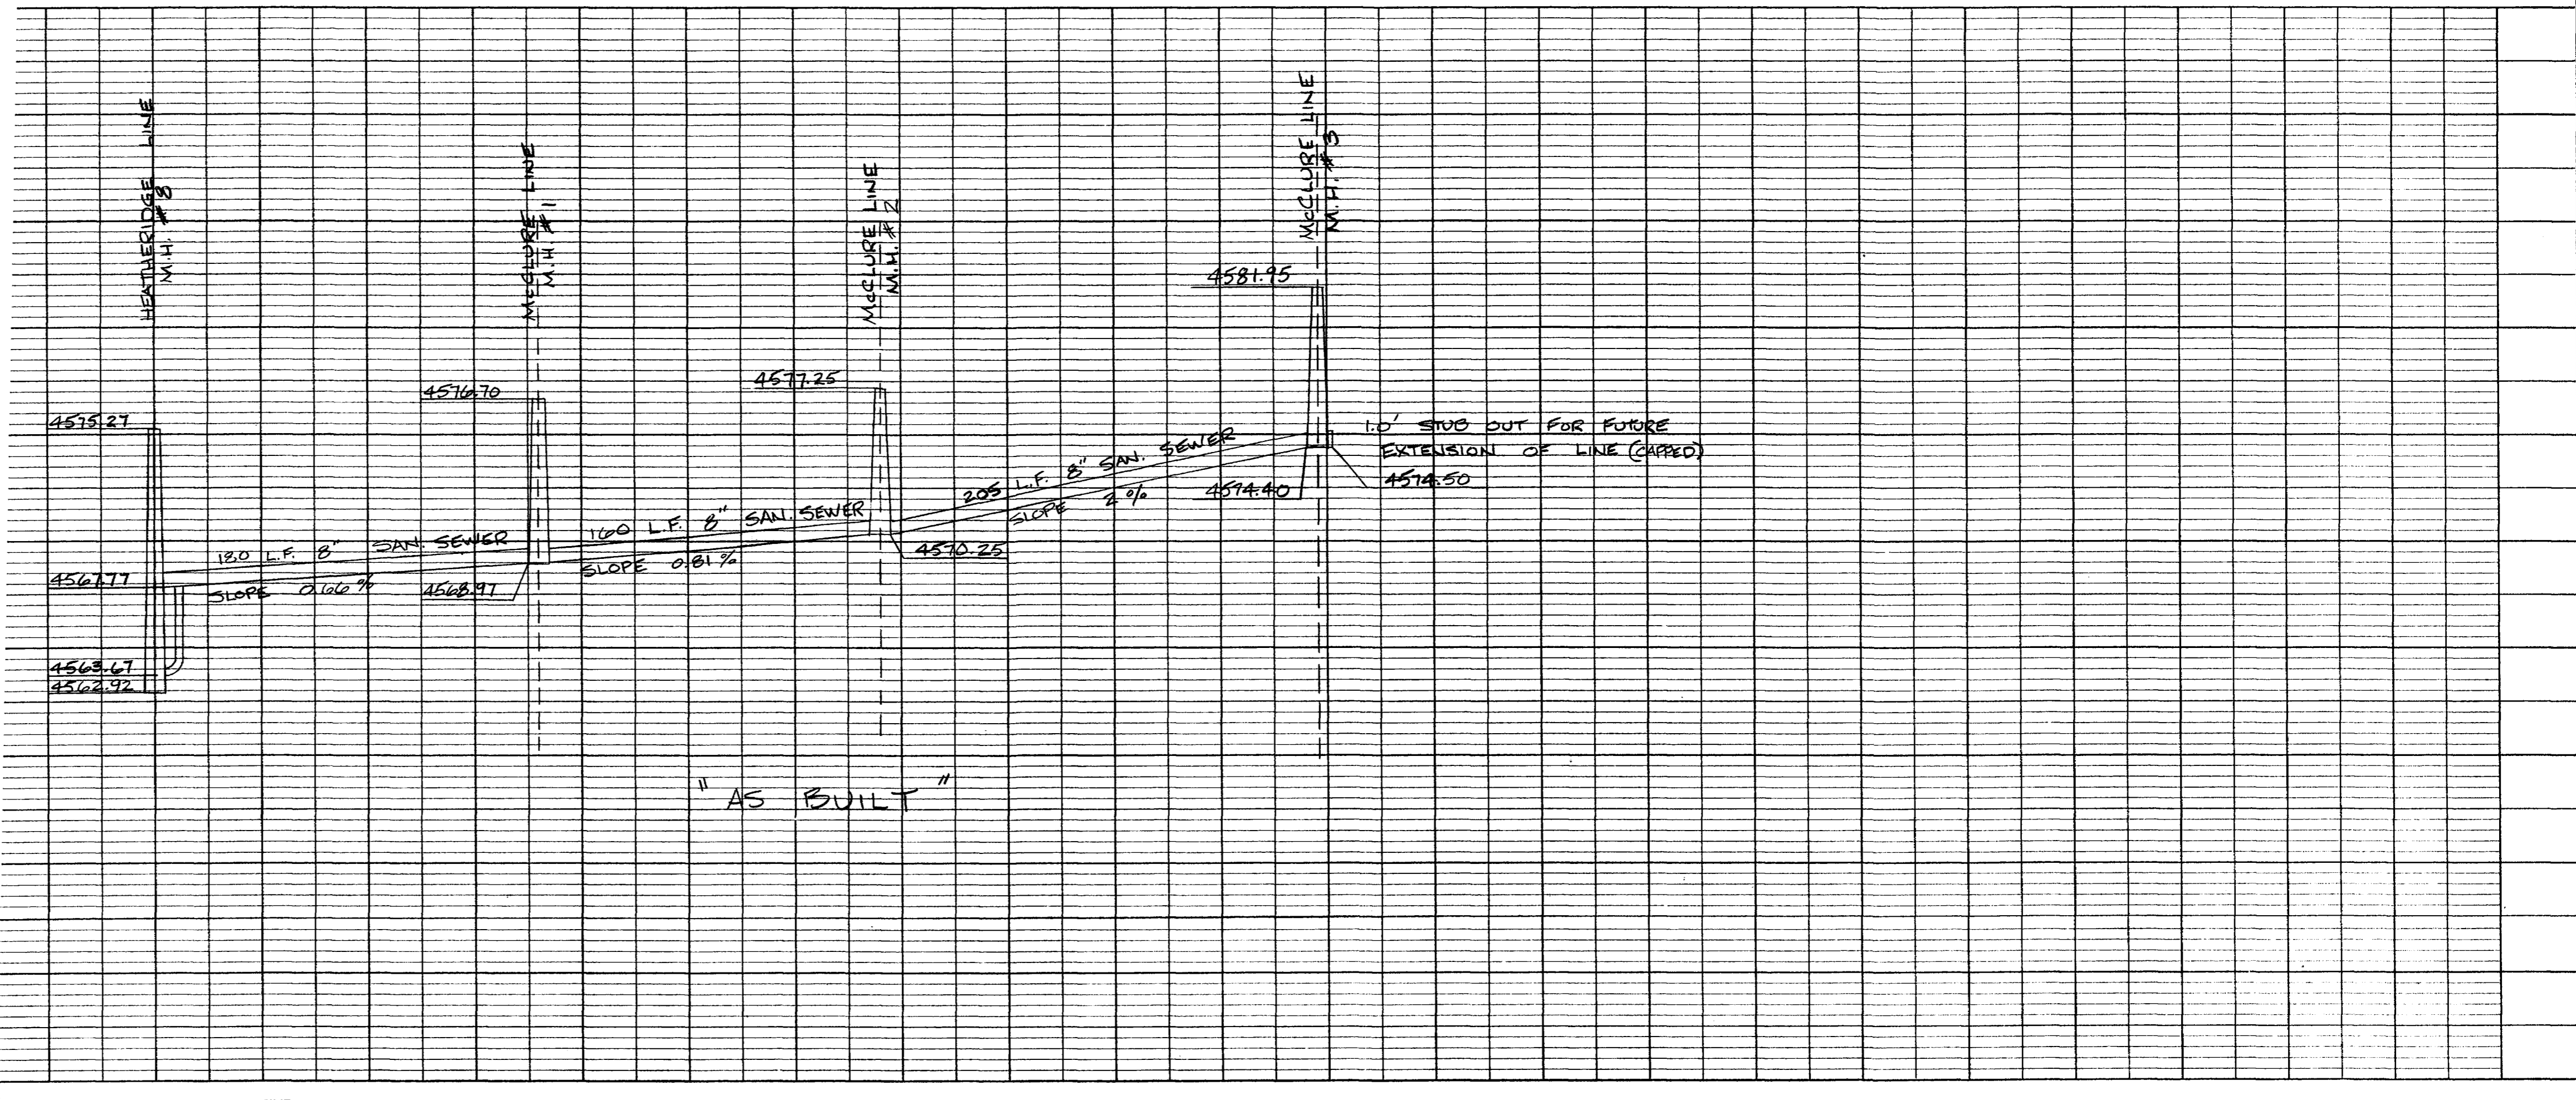 HEATHERIDGE LINE
M.H. #8
McCLURE LINE
M.H. #1
McCLURE LINE
M.H. #2
McCLURE LINE
M.H. #3
4581.95
4577.25
4576.70
4575.27
1.0' STUB OUT FOR FUTURE
EXTENSION OF LINE (CAPPED)
4574.50
4574.40
205 L.F. 8" SAN. SEWER
SLOPE 2 %
160 L.F. 8" SAN. SEWER
SLOPE 0.81 %
4570.25
180 L.F. 8" SAN. SEWER
SLOPE 0.66 %
4567.77
4568.97
4563.67
4562.92
" AS BUILT "